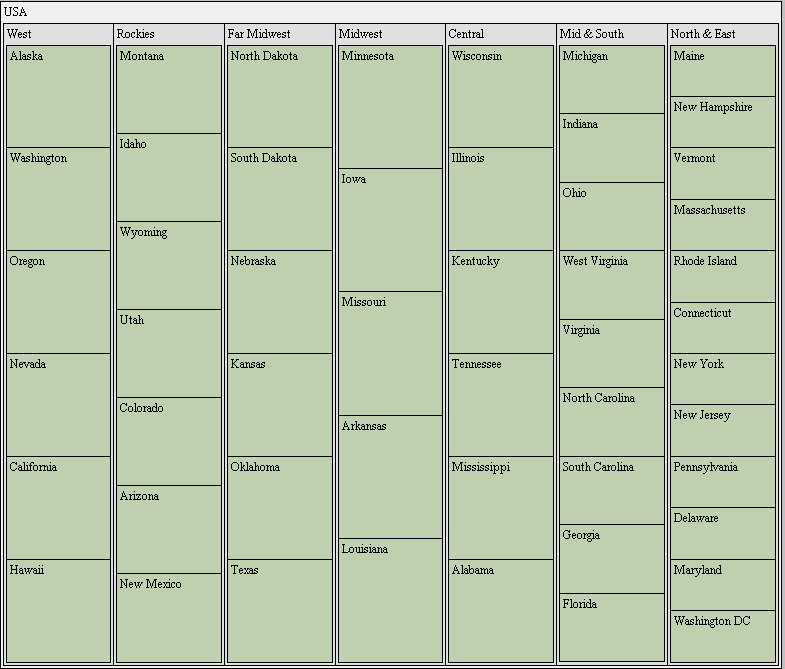 USA
West
Alaska
Washington
Oregon
Nevada
California
Hawaii
Rockies
Montana
Idaho
Wyoming
Utah
Colorado
Arizona
New Mexico
Far Midwest
North Dakota
South Dakota
Nebraska
Kansas
Oklahoma
Texas
Midwest
Minnesota
Iowa
Missouri
Arkansas
Louisiana
Central
Wisconsin
Illinois
Kentucky
Tennessee
Mississippi
Alabama
Mid & South
Michigan
Indiana
Ohio
West Virginia
Virginia
North Carolina
South Carolina
Georgia
Florida
North & East
Maine
New Hampshire
Vermont
Massachusetts
Rhode Island
Connecticut
New York
New Jersey
Pennsylvania
Delaware
Maryland
Washington DC